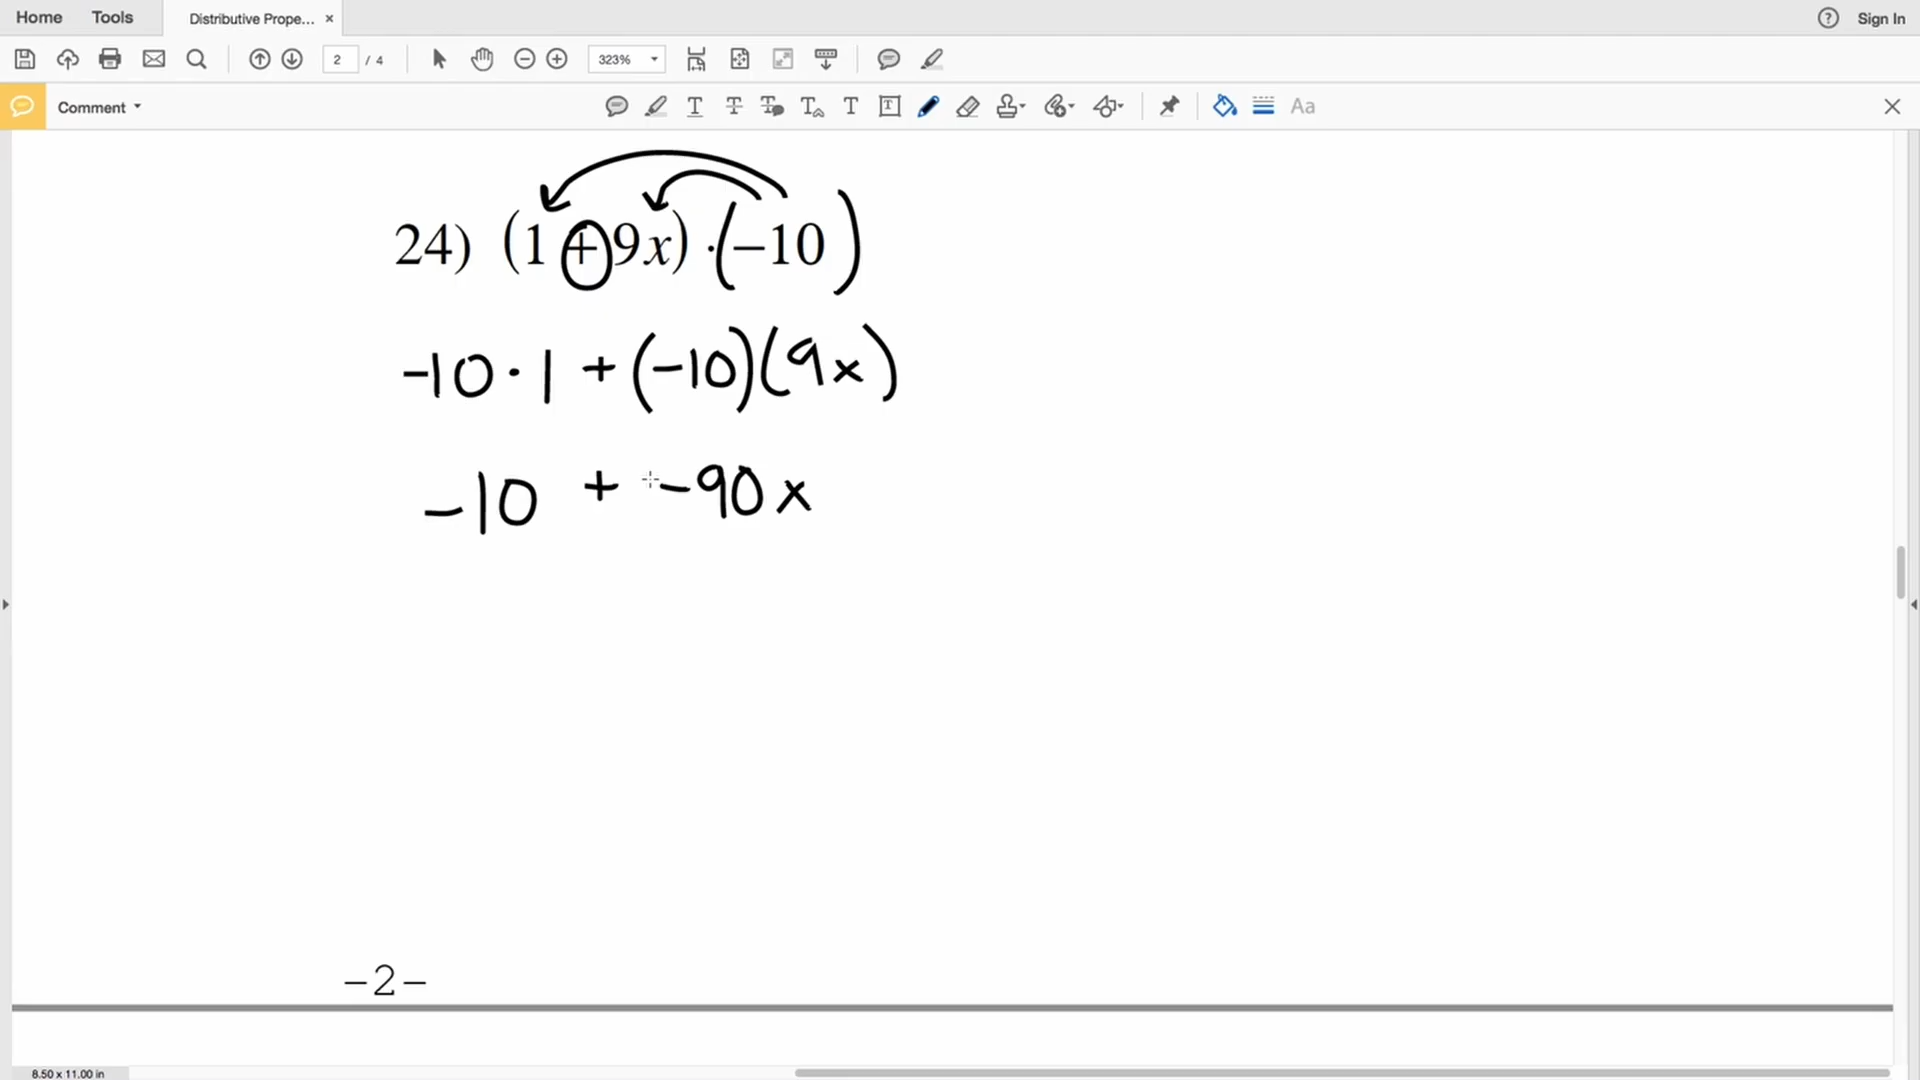 Home Tools Distributive Prope... × ? Sign In
2 / 4 323%
Comment T T T T T T Aa
24) (1 + 9x) · (−10)
-10 · 1 + (-10)(9x)
-10 + -90x
-2-
8.50 x 11.00 in